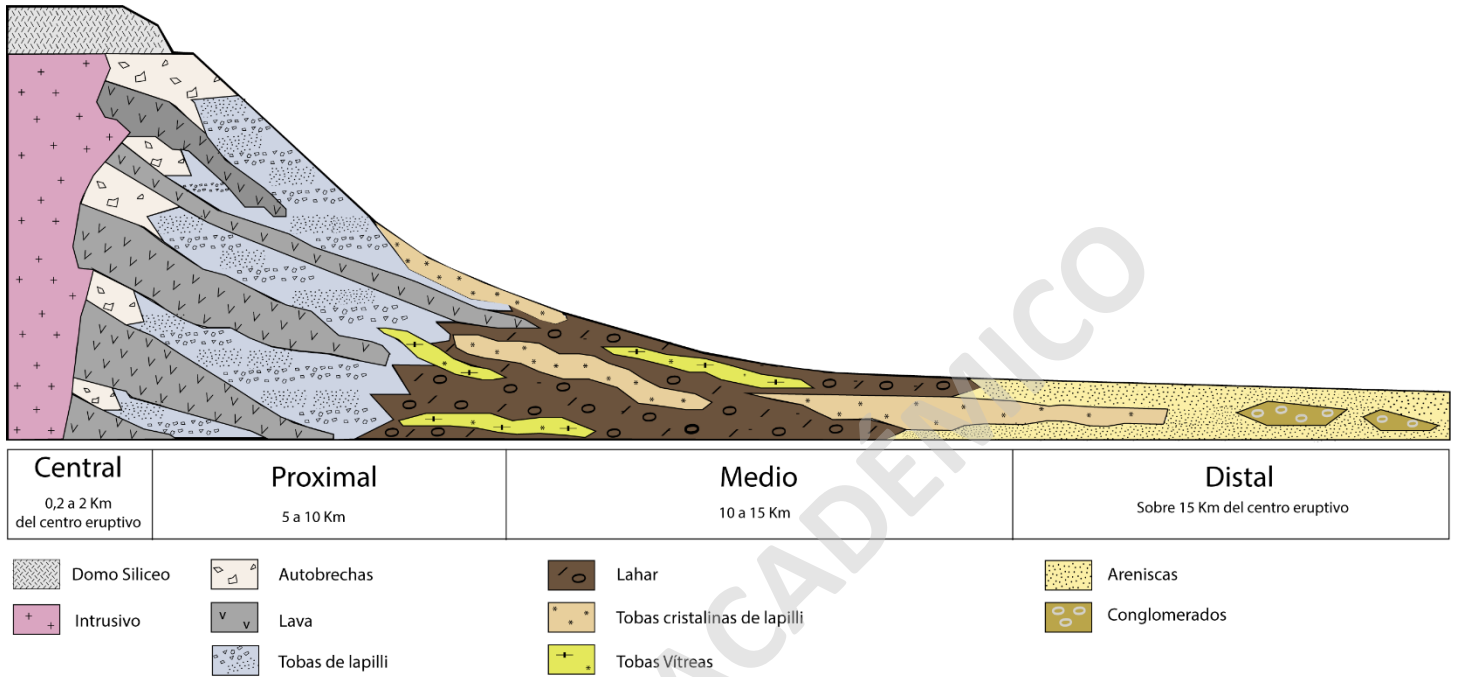 Central
0,2 a 2 Km
del centro eruptivo
Proximal
5 a 10 Km
Medio
10 a 15 Km
Distal
Sobre 15 Km del centro eruptivo
Domo Siliceo
Intrusivo
Autobrechas
Lava
Tobas de lapilli
Lahar
Tobas cristalinas de lapilli
Tobas Vítreas
Areniscas
Conglomerados
ACADÉMICO